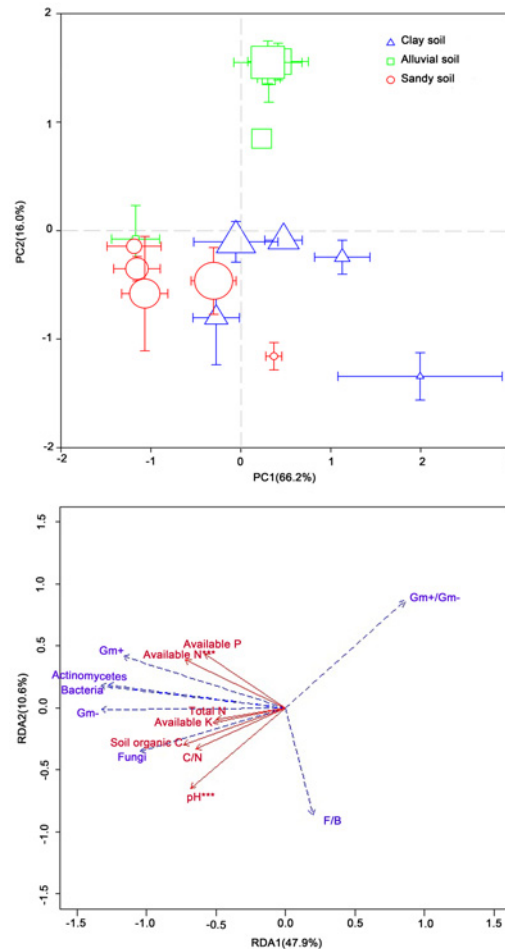 2
Clay soil
Alluvial soil
Sandy soil
1
0
-1
-2
PC2(16.0%)
-2
-1
0
1
2
PC1(66.2%)
1.5
1.0
0.5
0.0
-0.5
-1.0
-1.5
RDA2(10.6%)
Gm+/Gm-
Available P
Gm+
Available N***
Actinomycetes
Bacteria
Gm-
Total N
Available K
Soil organic C
Fungi
C/N
pH***
F/B
-1.5
-1.0
-0.5
0.0
0.5
1.0
1.5
RDA1(47.9%)